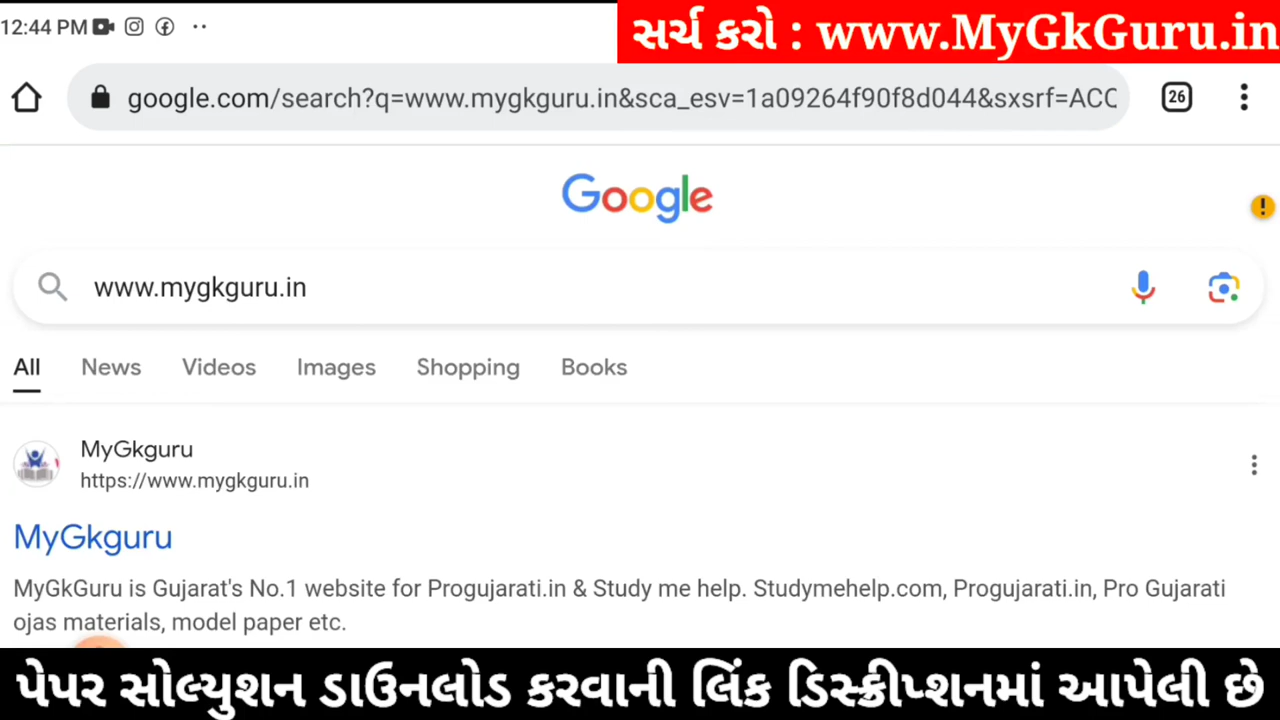 12:44 PM
સર્ચ કરો : www.MyGkGuru.in
google.com/search?q=www.mygkguru.in&sca_esv=1a09264f90f8d044&sxsrf=ACC
26
Google
www.mygkguru.in
All News Videos Images Shopping Books
MyGkguru
https://www.mygkguru.in
MyGkguru
MyGkGuru is Gujarat's No.1 website for Progujarati.in & Study me help. Studymehelp.com, Progujarati.in, Pro Gujarati
ojas materials, model paper etc.
પેપર સોલ્યુશન ડાઉનલોડ કરવાની લિંક ડિસ્ક્રીપ્શનમાં આપેલી છે